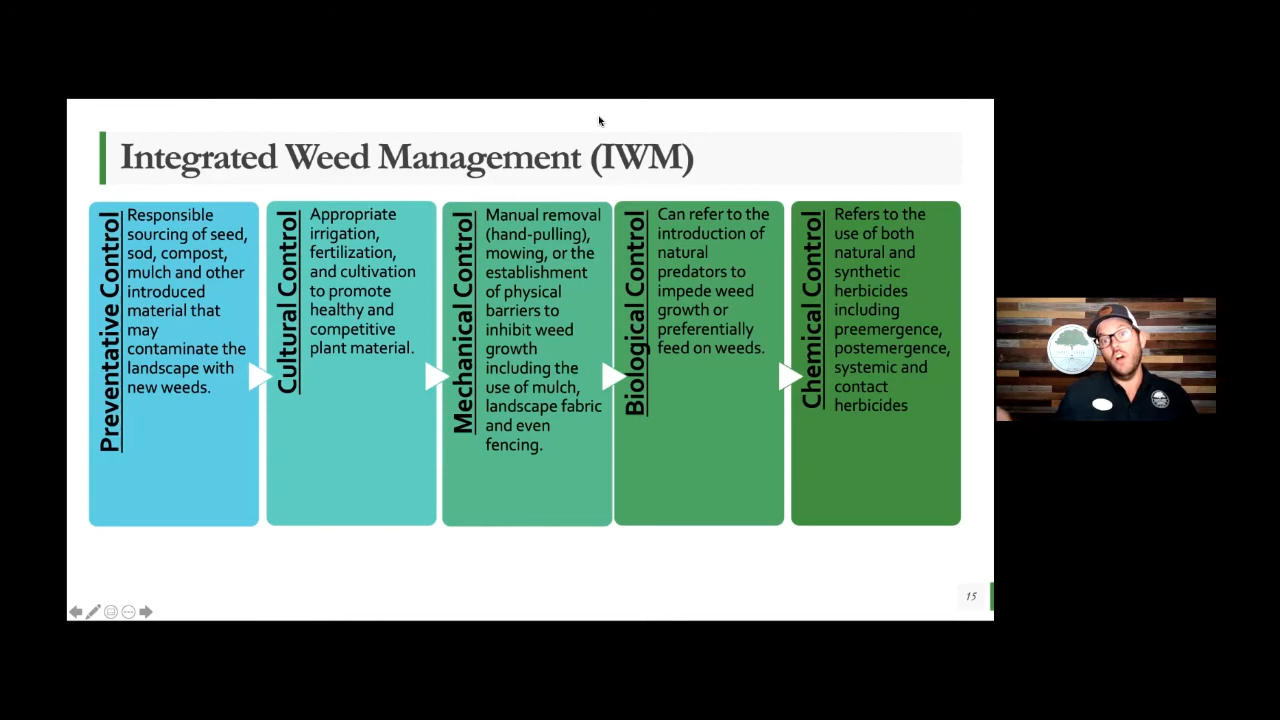 Integrated Weed Management (IWM)
Preventative Control
Responsible
sourcing of seed,
sod, compost,
mulch and other
introduced
material that
may
contaminate the
landscape with
new weeds.
Cultural Control
Appropriate
irrigation,
fertilization,
and cultivation
to promote
healthy and
competitive
plant material.
Mechanical Control
Manual removal
(hand-pulling),
mowing, or the
establishment
of physical
barriers to
inhibit weed
growth
including the
use of mulch,
landscape fabric
and even
fencing.
Biological Control
Can refer to the
introduction of
natural
predators to
impede weed
growth or
preferentially
feed on weeds.
Chemical Control
Refers to the
use of both
natural and
synthetic
herbicides
including
preemergence,
postemergence,
systemic and
contact
herbicides
15